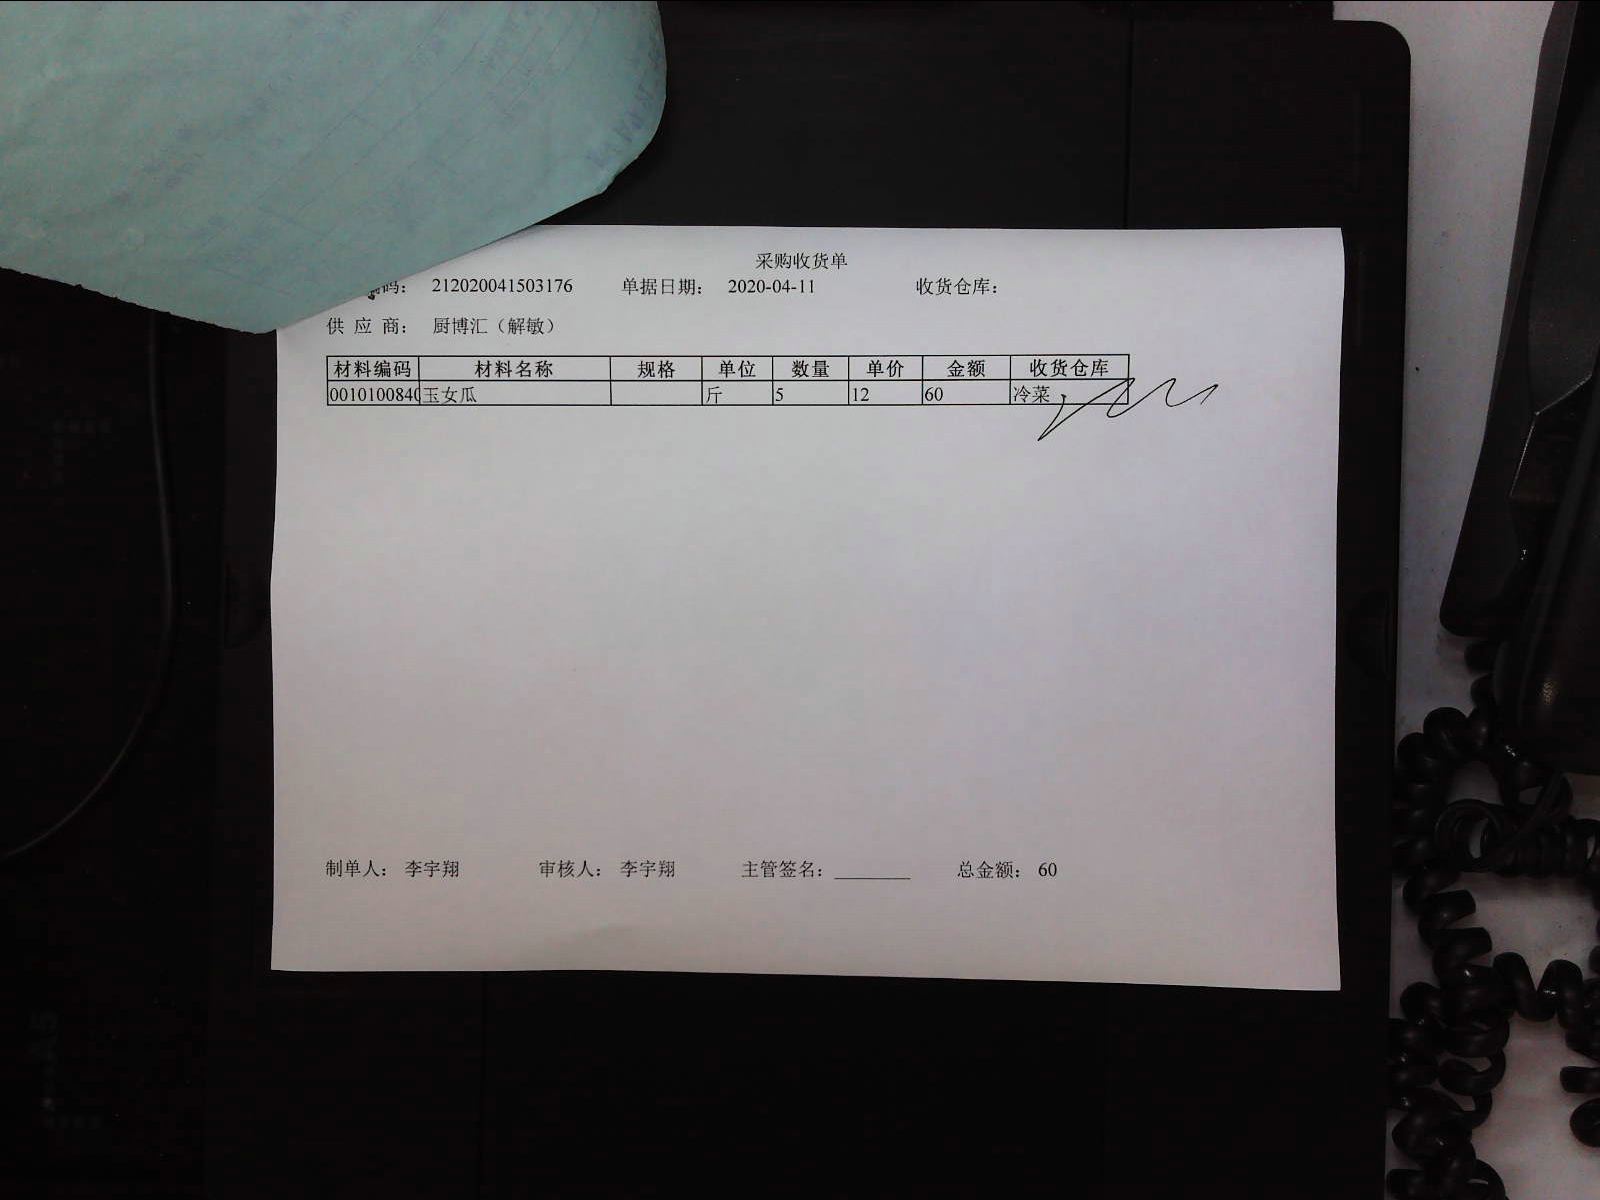 采购收货单
码： 212020041503176 单据日期： 2020-04-11 收货仓库：
供 应 商： 厨博汇（解敏）
材料编码 材料名称 规格 单位 数量 单价 金额 收货仓库
0010100840 玉女瓜 斤 5 12 60 冷菜
制单人： 李宇翔 审核人： 李宇翔 主管签名：________ 总金额： 60